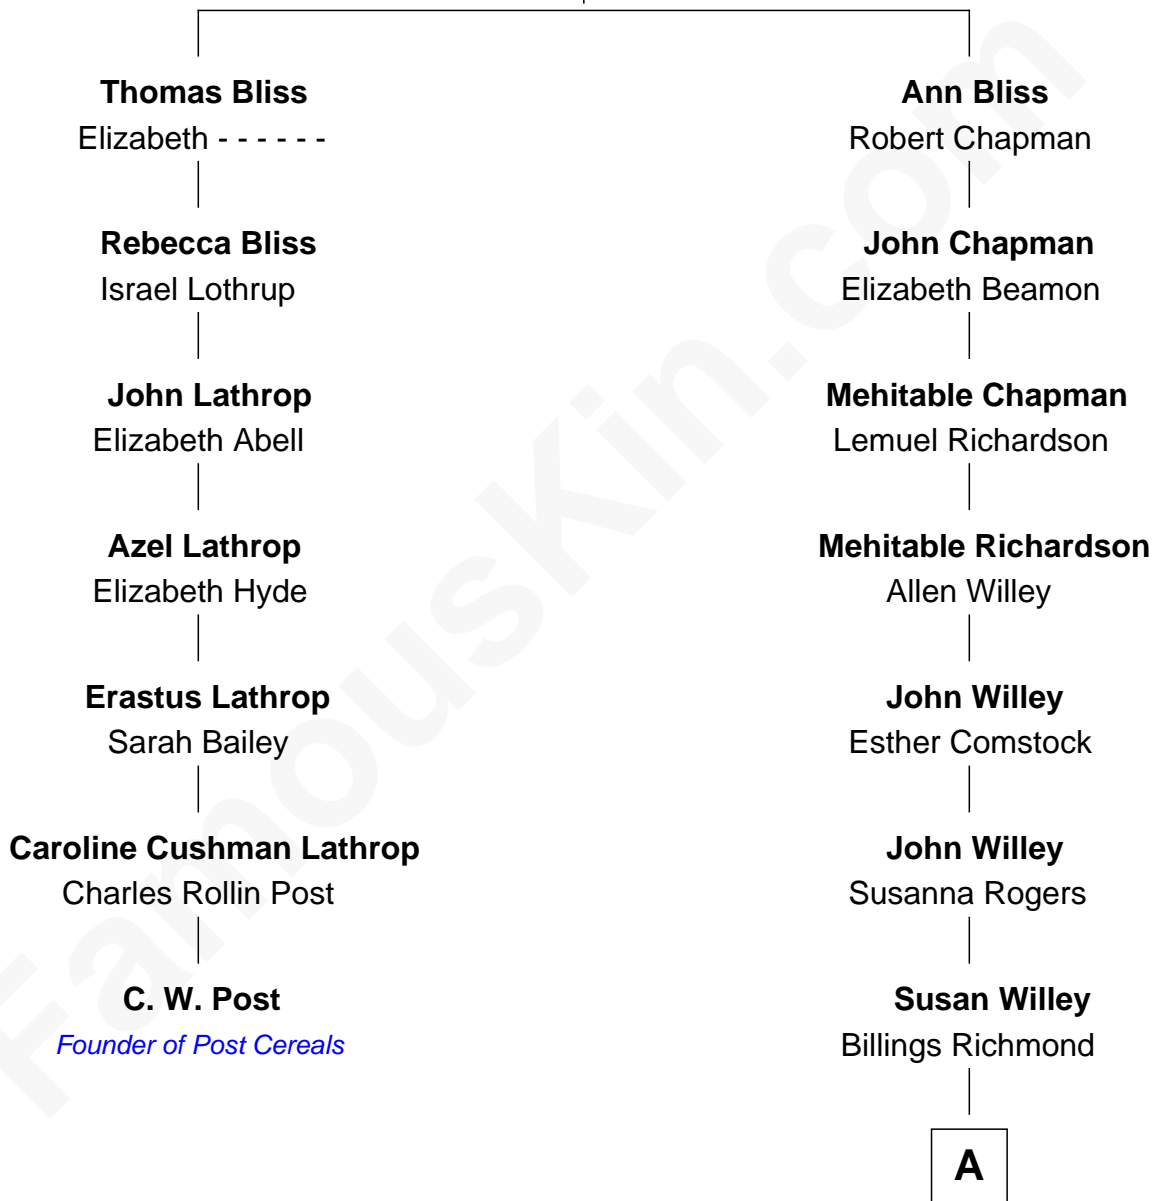 Thomas Bliss
Elizabeth - - - - - -
Ann Bliss
Robert Chapman
Rebecca Bliss
Israel Lothrup
John Chapman
Elizabeth Beamon
John Lathrop
Elizabeth Abell
Mehitable Chapman
Lemuel Richardson
Azel Lathrop
Elizabeth Hyde
Mehitable Richardson
Allen Willey
Erastus Lathrop
Sarah Bailey
John Willey
Esther Comstock
Caroline Cushman Lathrop
Charles Rollin Post
John Willey
Susanna Rogers
C. W. Post
Founder of Post Cereals
Susan Willey
Billings Richmond
A
FamousKin.com